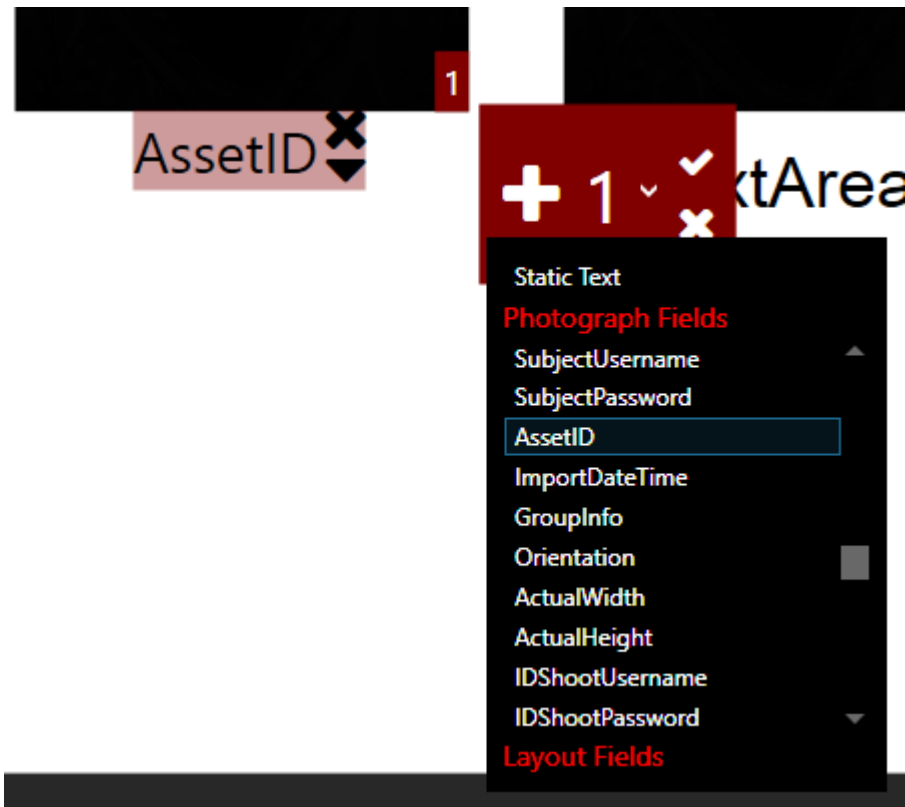 1
AssetID
1
xtArea
Static Text
Photograph Fields
SubjectUsername
SubjectPassword
AssetID
ImportDateTime
GroupInfo
Orientation
ActualWidth
ActualHeight
IDShootUsername
IDShootPassword
Layout Fields